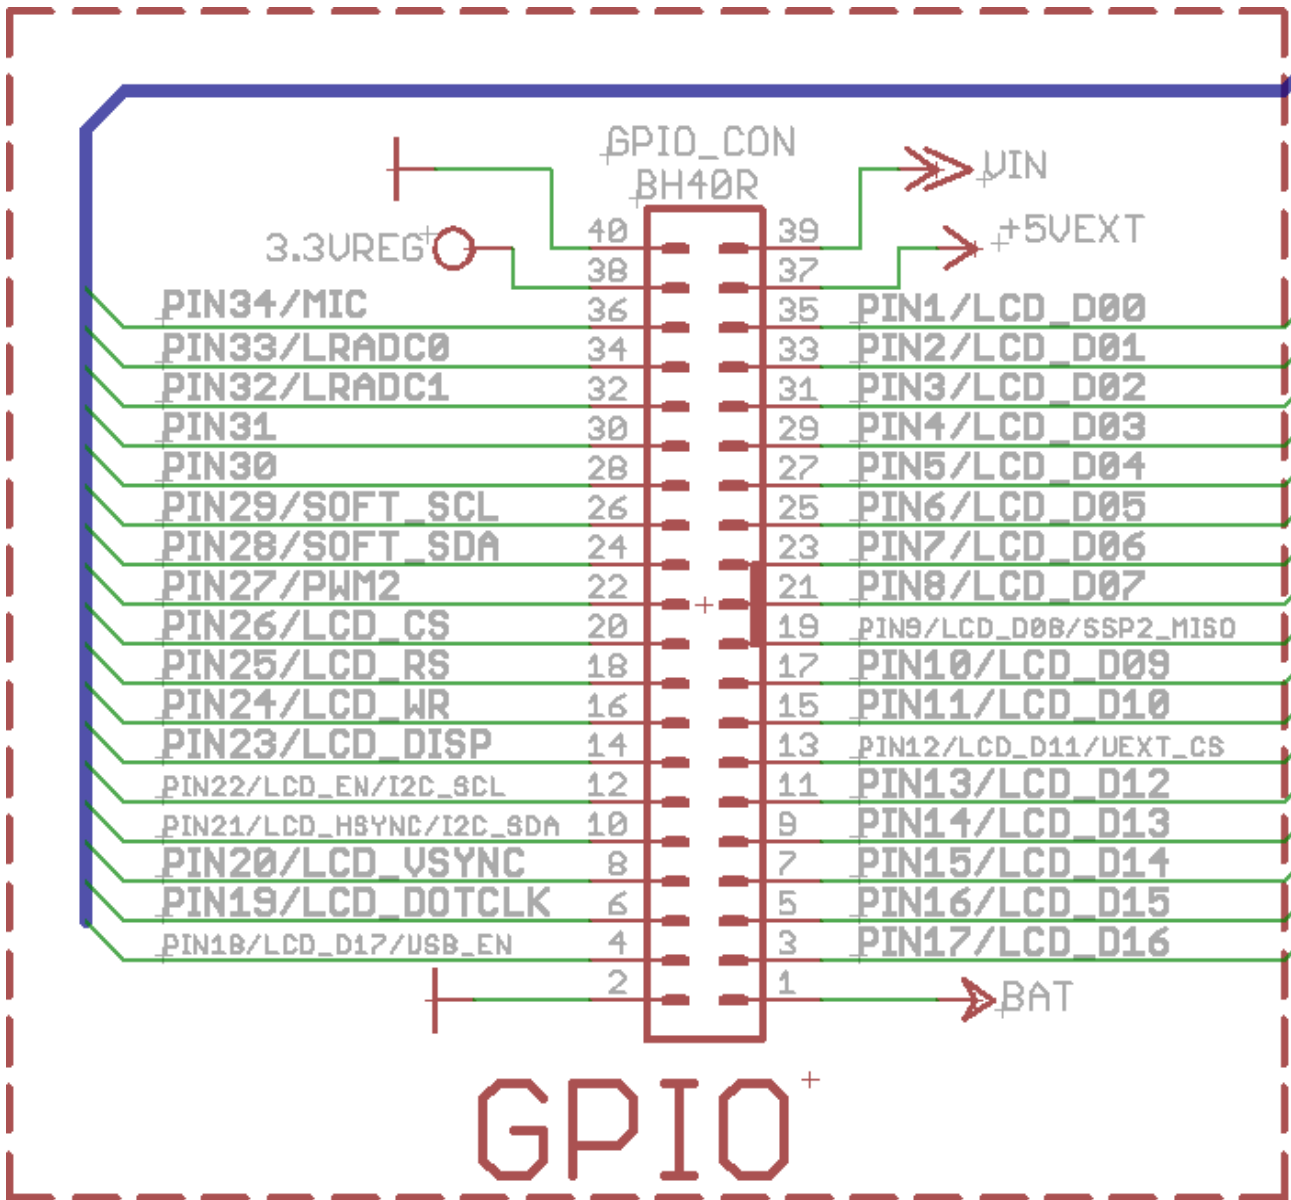 GPIO_CON
VIN
BH40R
40 39 +5VEXT
3.3VREG
38 37
PIN34/MIC 36 35 PIN1/LCD_D00
PIN33/LRADC0 34 33 PIN2/LCD_D01
PIN32/LRADC1 32 31 PIN3/LCD_D02
PIN31 30 29 PIN4/LCD_D03
PIN30 28 27 PIN5/LCD_D04
PIN29/SOFT_SCL 26 25 PIN6/LCD_D05
PIN28/SOFT_SDA 24 23 PIN7/LCD_D06
PIN27/PWM2 22 21 PIN8/LCD_D07
PIN26/LCD_CS 20 19 PIN9/LCD_D08/SSP2_MISO
PIN25/LCD_RS 18 17 PIN10/LCD_D09
PIN24/LCD_WR 16 15 PIN11/LCD_D10
PIN23/LCD_DISP 14 13 PIN12/LCD_D11/UEXT_CS
PIN22/LCD_EN/I2C_SCL 12 11 PIN13/LCD_D12
PIN21/LCD_HSYNC/I2C_SDA 10 9 PIN14/LCD_D13
PIN20/LCD_VSYNC 8 7 PIN15/LCD_D14
PIN19/LCD_DOTCLK 6 5 PIN16/LCD_D15
PIN18/LCD_D17/USB_EN 4 3 PIN17/LCD_D16
2 1 BAT
GPIO